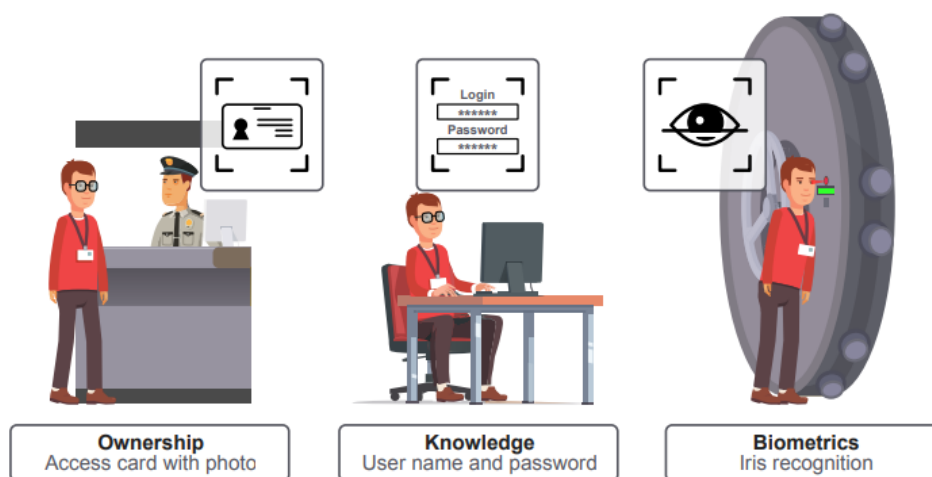 Login
******
Password
******
Ownership
Access card with photo
Knowledge
User name and password
Biometrics
Iris recognition